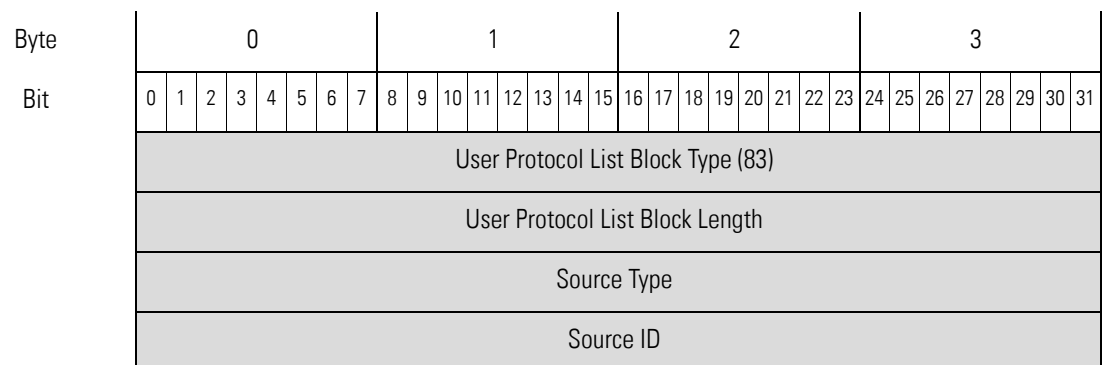 Byte 0 1 2 3
Bit 0 1 2 3 4 5 6 7 8 9 10 11 12 13 14 15 16 17 18 19 20 21 22 23 24 25 26 27 28 29 30 31
User Protocol List Block Type (83)
User Protocol List Block Length
Source Type
Source ID